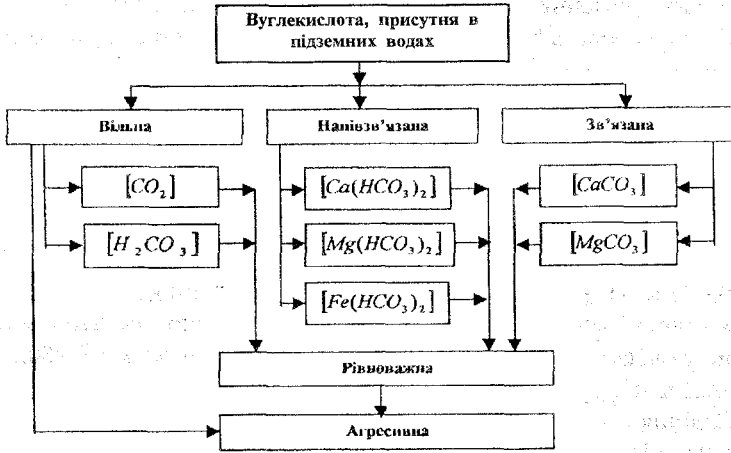 Вуглекислота, присутня в
підземних водах
Вільна
Напівзв'язана
Зв'язана
[CO₂]
[Ca(HCO₃)₂]
[CaCO₃]
[H₂CO₃]
[Mg(HCO₃)₂]
[MgCO₃]
[Fe(HCO₃)₂]
Рівноважна
Агресивна